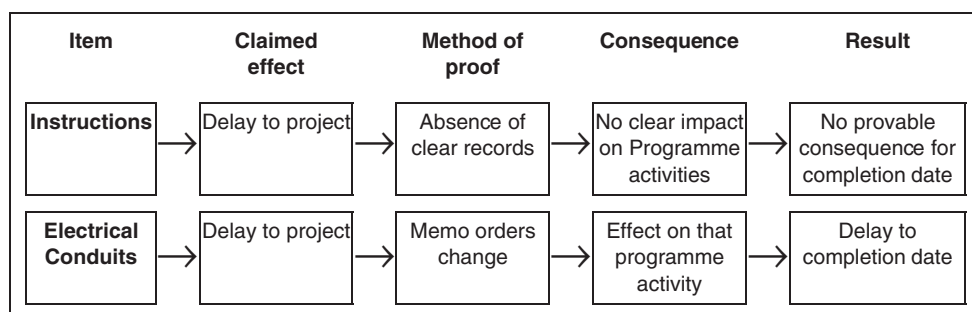 Item
Claimed
effect
Method of
proof
Consequence
Result
Instructions
Delay to project
Absence of
clear records
No clear impact
on Programme
activities
No provable
consequence for
completion date
Electrical
Conduits
Delay to project
Memo orders
change
Effect on that
programme
activity
Delay to
completion date